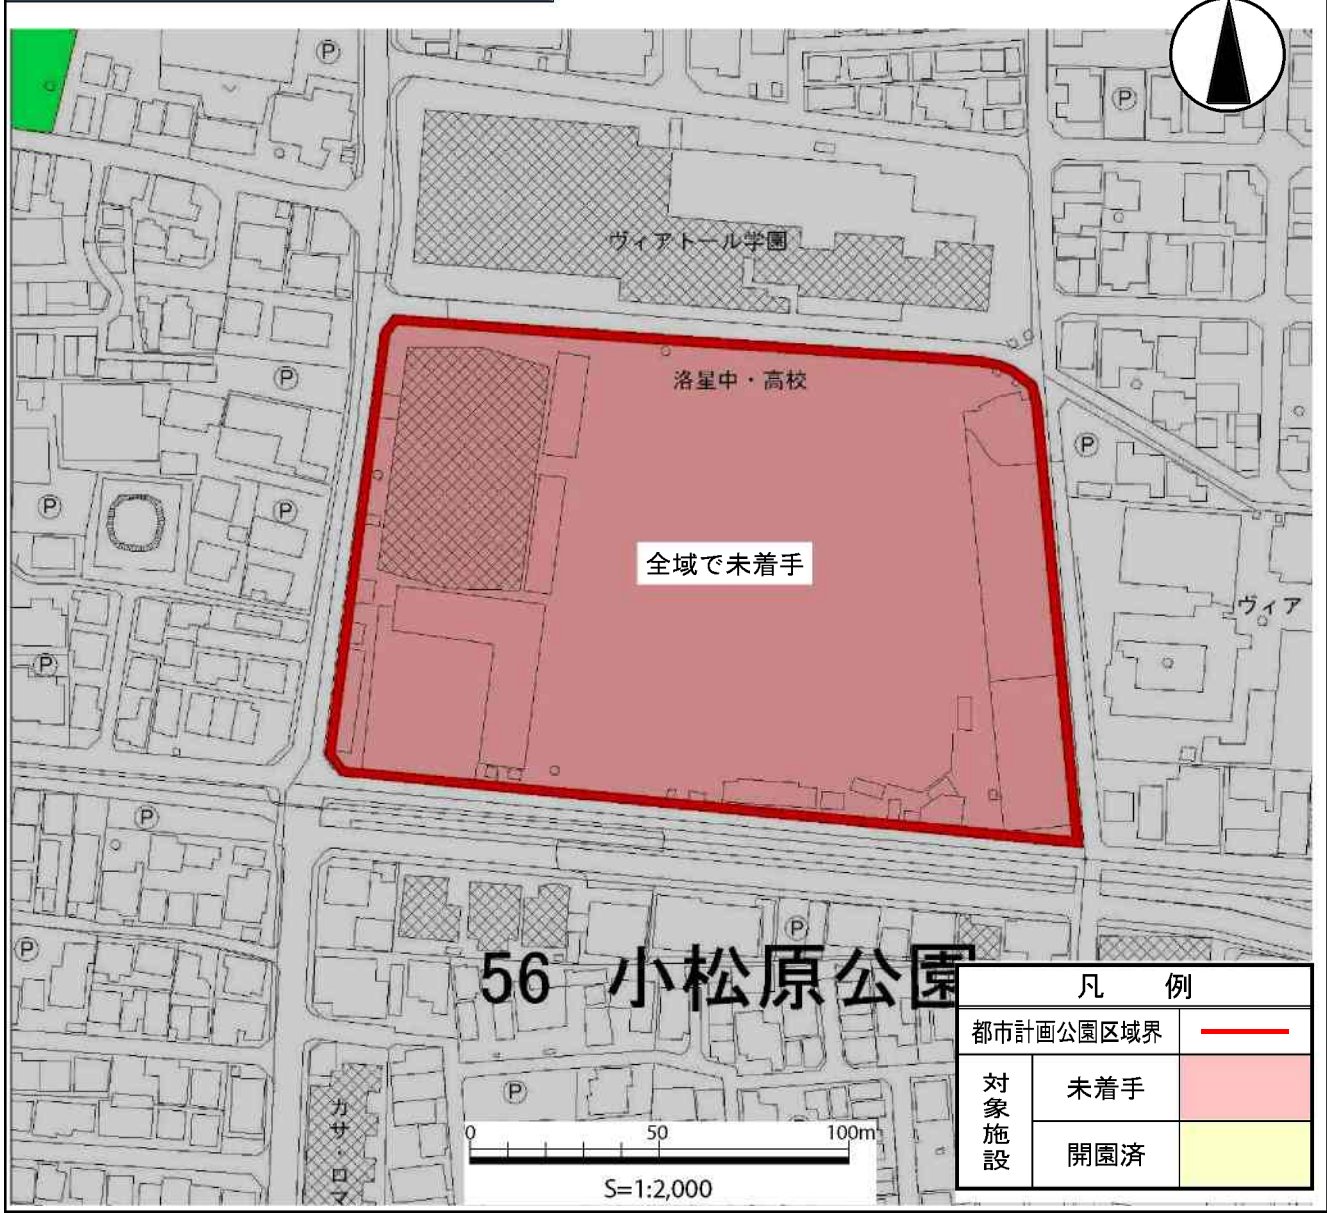 Ⓟ
Ⓟ
ヴィアトール学園
洛星中・高校
Ⓟ
Ⓟ
Ⓟ
Ⓟ
全域で未着手
ヴィア
Ⓟ
Ⓟ
Ⓟ
Ⓟ
56 小松原公園
凡 例
都市計画公園区域界
対象施設
未着手
開園済
Ⓟ
カサ・ロマ
0 50 100m
S=1:2,000